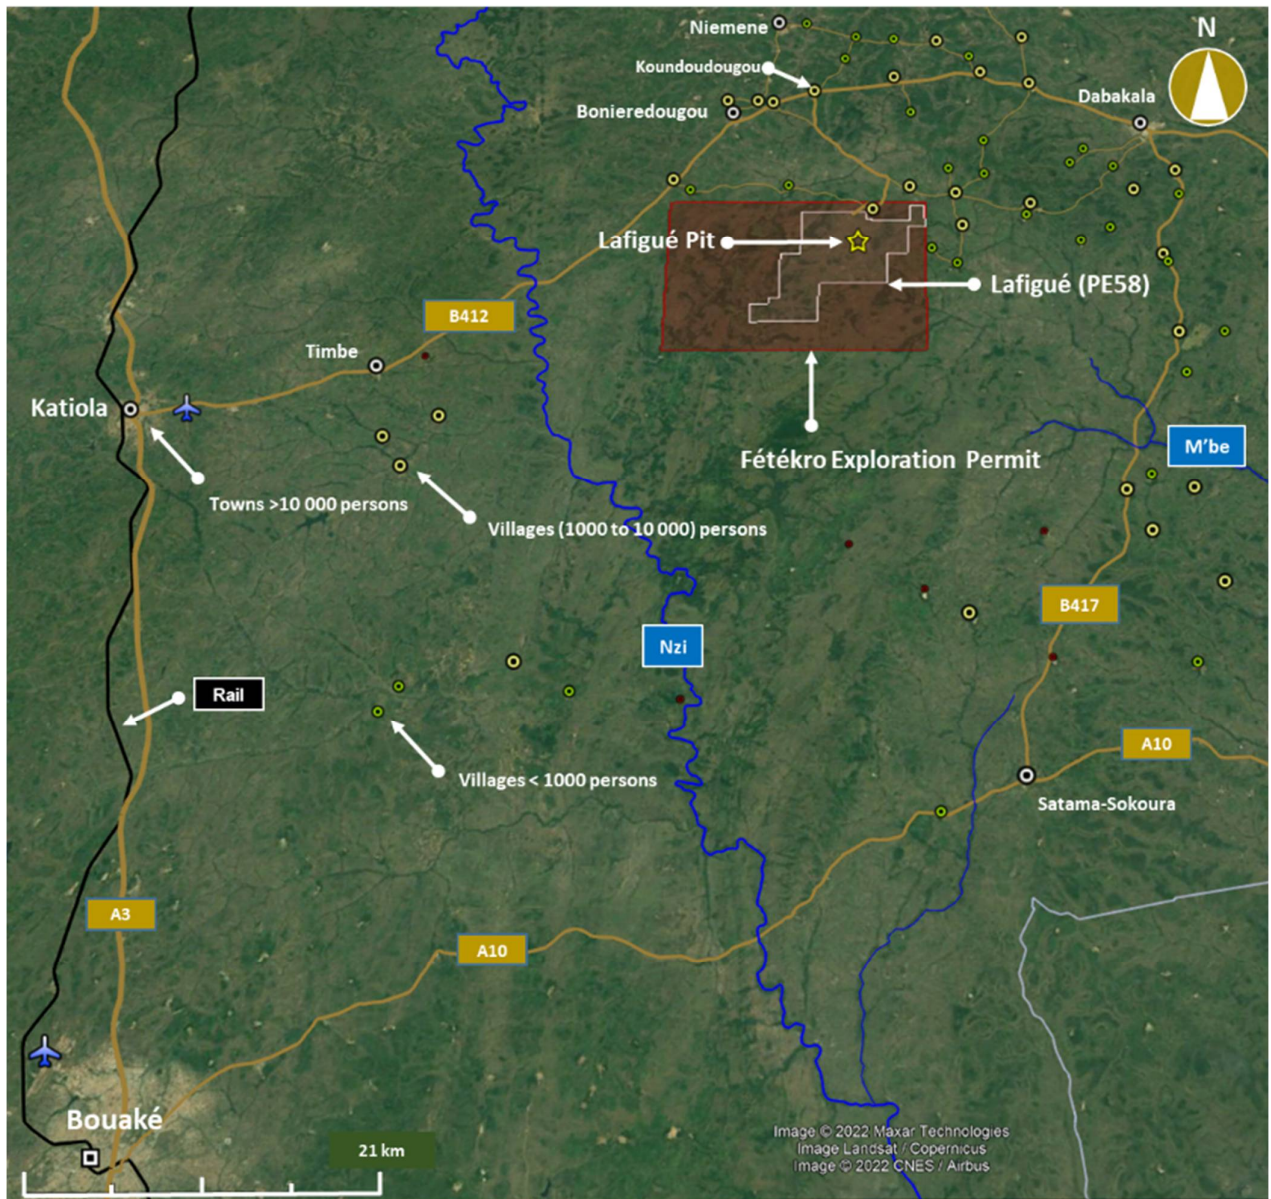 Niemene
N
Koundoudougou
Dabakala
Bonieredougou
Lafigué Pit
Lafigué (PE58)
B412
Timbe
Katiola
M'be
Fétékro Exploration Permit
Towns >10 000 persons
Villages (1000 to 10 000) persons
B417
Nzi
Rail
A10
Villages < 1000 persons
Satama-Sokoura
A3
A10
Bouaké
21 km
Image © 2022 Maxar Technologies
Image Landsat / Copernicus
Image © 2022 CNES / Airbus